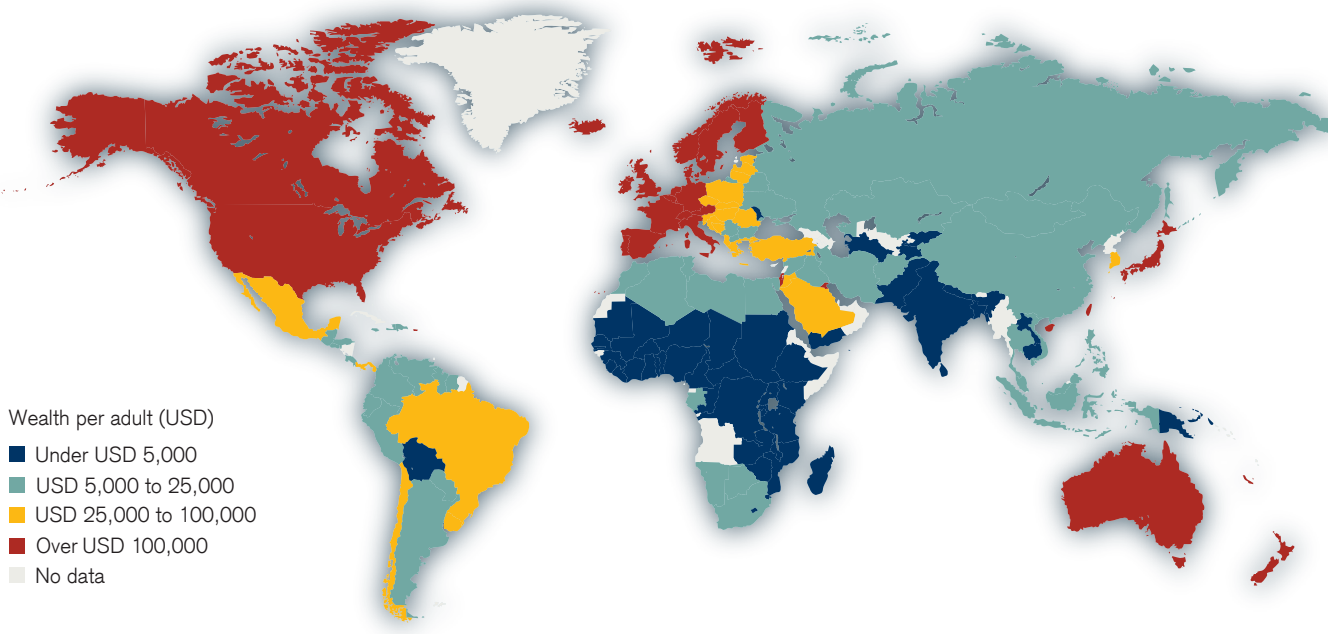 Wealth per adult (USD)
Under USD 5,000
USD 5,000 to 25,000
USD 25,000 to 100,000
Over USD 100,000
No data